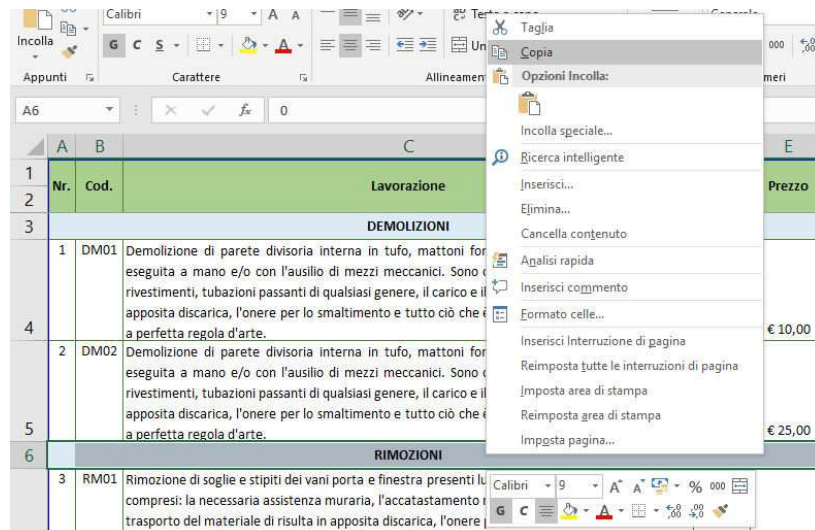 Calibri 9 A A
Incolla
G C S
Appunti Carattere
000
A6 fx 0
A B C E
1
2
Nr. Cod. Lavorazione Prezzo
3 DEMOLIZIONI
1 DM01 Demolizione di parete divisoria interna in tufo, mattoni
eseguita a mano e/o con l'ausilio di mezzi meccanici. Sono
rivestimenti, tubazioni passanti di qualsiasi genere, il carico e
apposita discarica, l'onere per lo smaltimento e tutto ciò che
4 a perfetta regola d'arte. € 10,00
2 DM02 Demolizione di parete divisoria interna in tufo, mattoni
eseguita a mano e/o con l'ausilio di mezzi meccanici. Sono
rivestimenti, tubazioni passanti di qualsiasi genere, il carico e
apposita discarica, l'onere per lo smaltimento e tutto ciò che
5 a perfetta regola d'arte. € 25,00
6 RIMOZIONI
3 RM01 Rimozione di soglie e stipiti dei vani porta e finestra presenti
compresi: la necessaria assistenza muraria, l'accatastamento
trasporto del materiale di risulta in apposita discarica, l'onere
Taglia
Copia
Opzioni Incolla:
Incolla speciale...
Ricerca intelligente
Inserisci...
Elimina...
Cancella contenuto
Analisi rapida
Inserisci commento
Formato celle...
Inserisci Interruzione di pagina
Reimposta tutte le interruzioni di pagina
Imposta area di stampa
Reimposta area di stampa
Imposta pagina...
Calibri 9 A A % 000
G C A